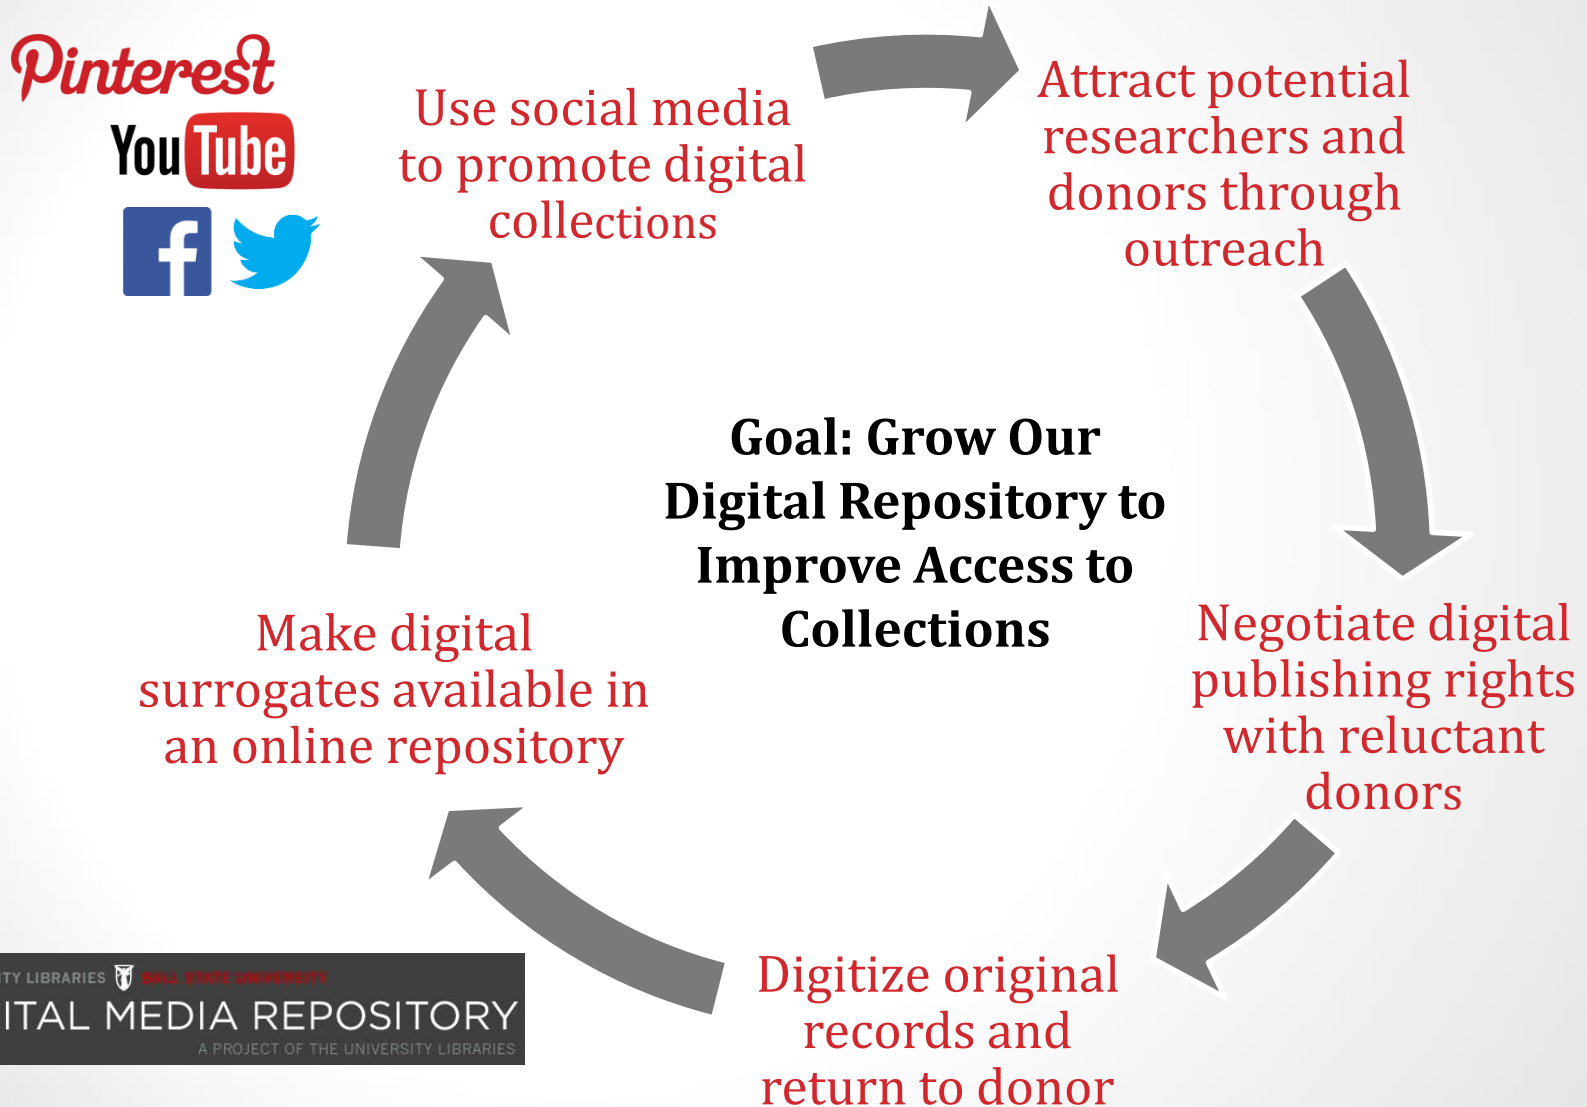 Pinterest
YouTube
Use social media
to promote digital
collections
Attract potential
researchers and
donors through
outreach
Negotiate digital
publishing rights
with reluctant
donors
Digitize original
records and
return to donor
Make digital
surrogates available in
an online repository
Goal: Grow Our
Digital Repository to
Improve Access to
Collections
f
ITY LIBRARIES BALL STATE UNIVERSITY
ITAL MEDIA REPOSITORY
A PROJECT OF THE UNIVERSITY LIBRARIES